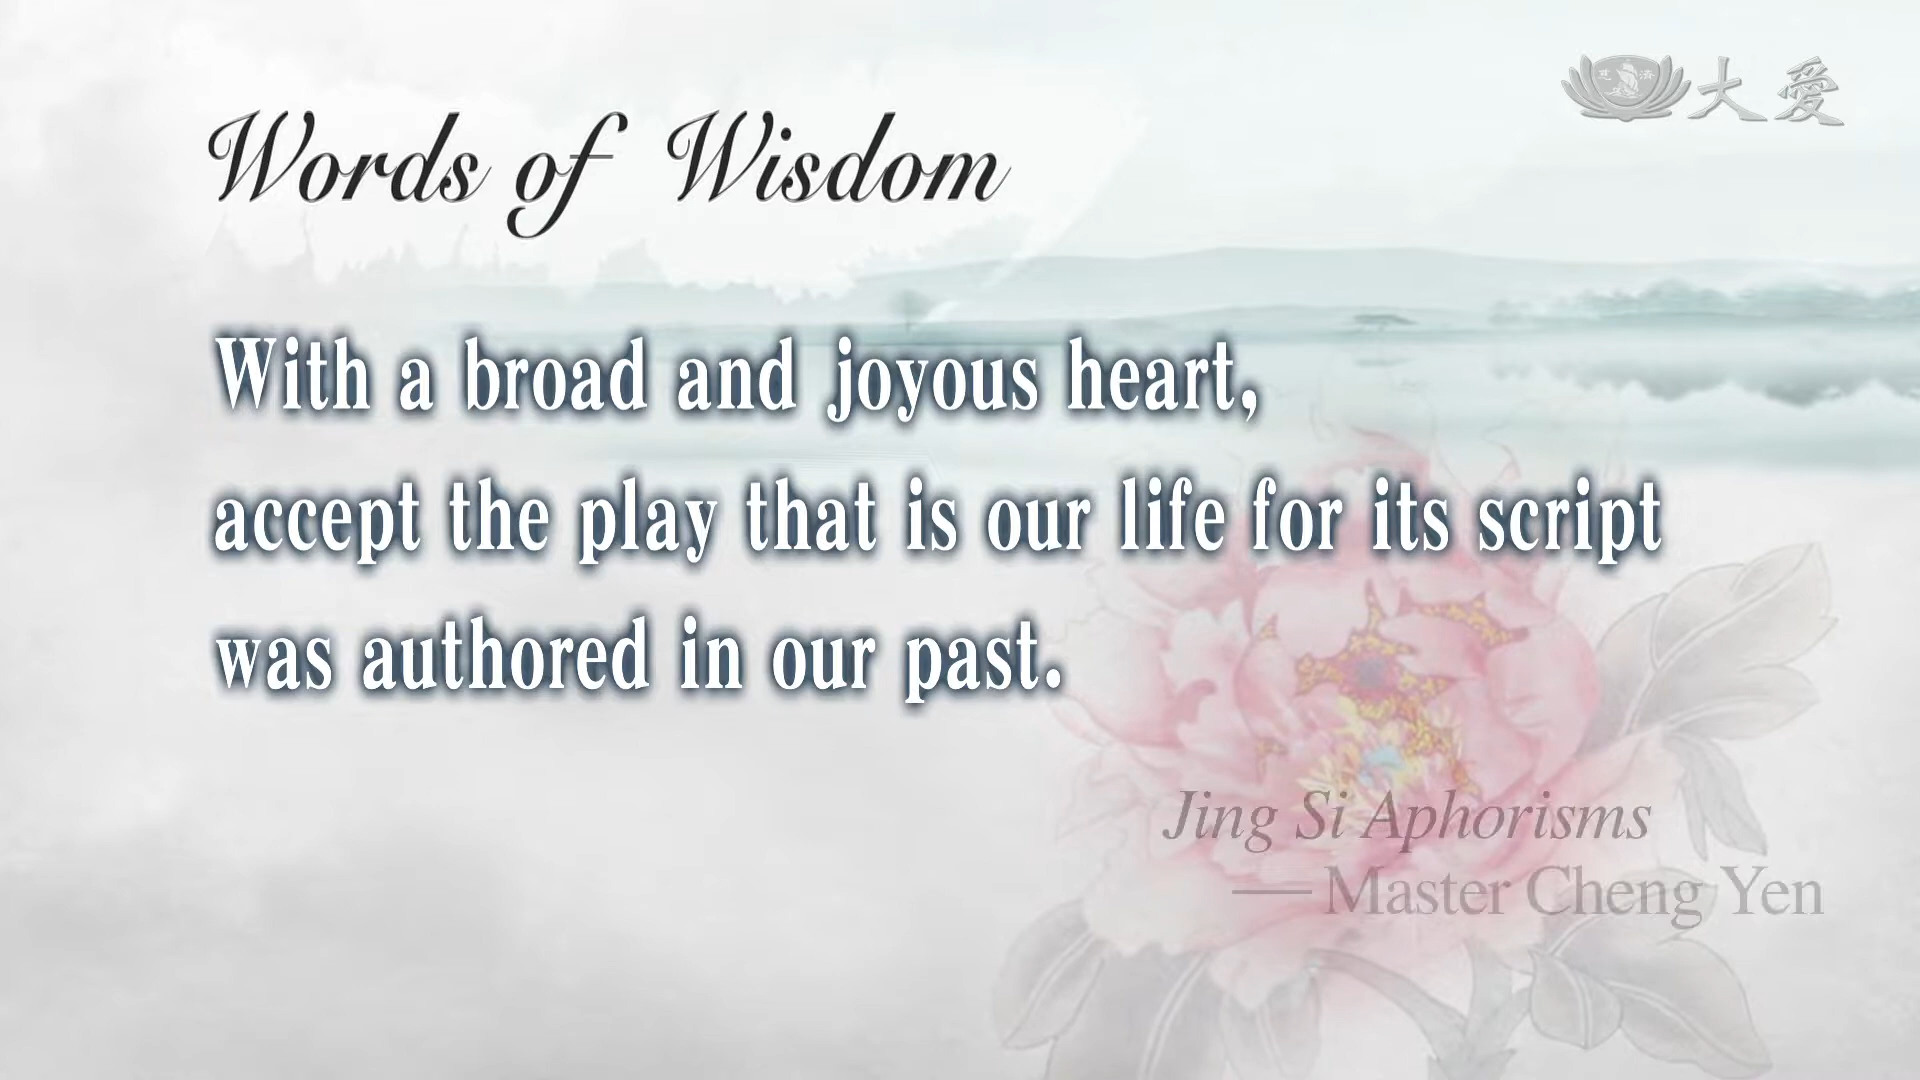 大愛
Words of Wisdom
With a broad and joyous heart,
accept the play that is our life for its script
was authored in our past.
Jing Si Aphorisms
— Master Cheng Yen